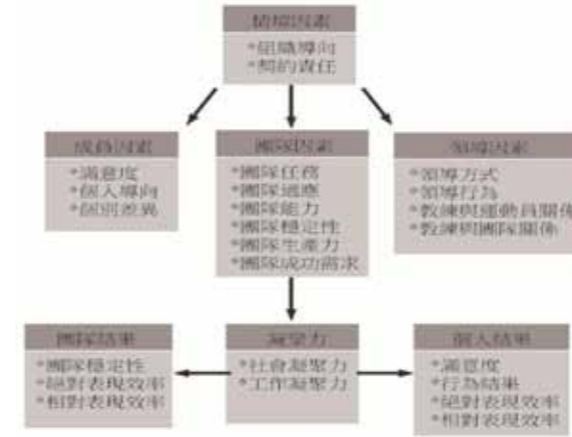 情境因素
*組織導向
*契約責任
成員因素
*滿意度
*個人導向
*個別差異
團隊因素
*團隊任務
*團隊適應
*團隊能力
*團隊穩定性
*團隊生產力
*團隊成功需求
領導因素
*領導方式
*領導行為
*教練與運動員關係
*教練與團隊關係
團隊結果
*團隊穩定性
*絕對表現效率
*相對表現效率
凝聚力
*社會凝聚力
*工作凝聚力
個人結果
*滿意度
*行為結果
*絕對表現效率
*相對表現效率